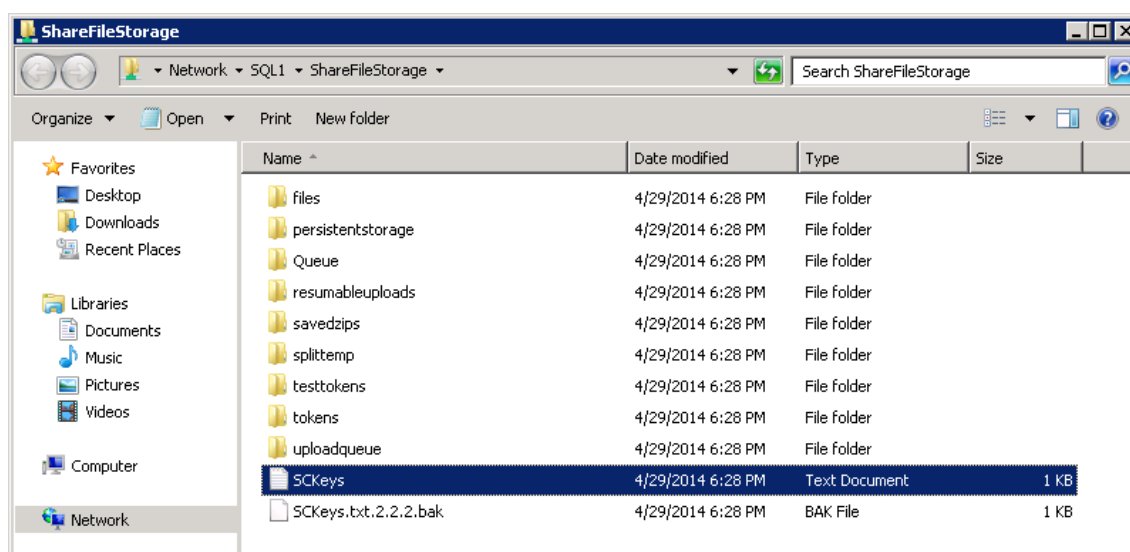 ShareFileStorage
Network SQL1 ShareFileStorage Search ShareFileStorage
Organize Open Print New folder
Name Date modified Type Size
Favorites
Desktop
Downloads
Recent Places
Libraries
Documents
Music
Pictures
Videos
Computer
Network
files 4/29/2014 6:28 PM File folder
persistentstorage 4/29/2014 6:28 PM File folder
Queue 4/29/2014 6:28 PM File folder
resumableuploads 4/29/2014 6:28 PM File folder
savedzips 4/29/2014 6:28 PM File folder
splittemp 4/29/2014 6:28 PM File folder
testtokens 4/29/2014 6:28 PM File folder
tokens 4/29/2014 6:28 PM File folder
uploadqueue 4/29/2014 6:28 PM File folder
SCKeys 4/29/2014 6:28 PM Text Document 1 KB
SCKeys.txt.2.2.2.bak 4/29/2014 6:28 PM BAK File 1 KB